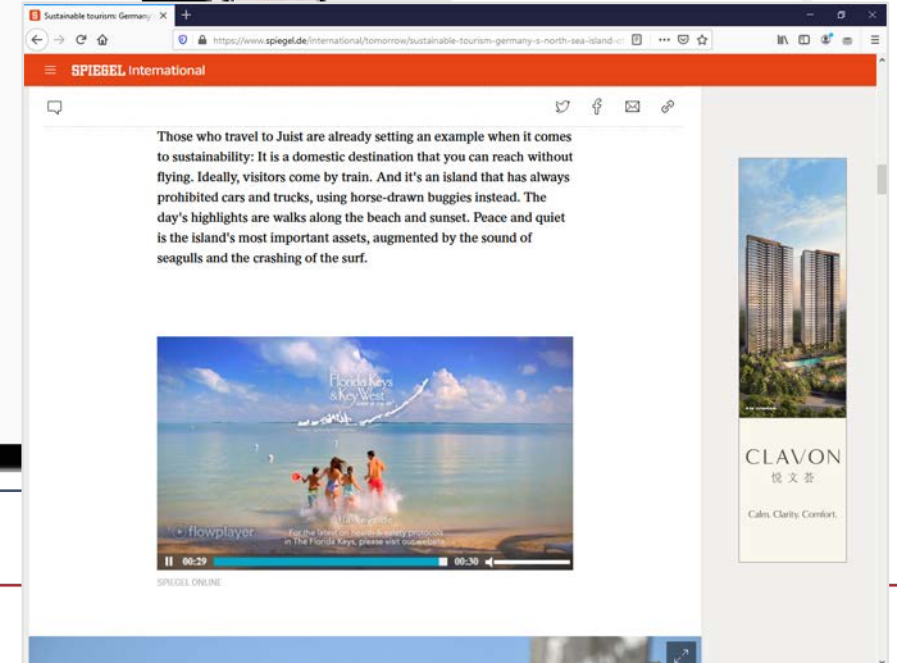 Sustainable tourism: Germany
https://www.spiegel.de/international/tomorrow/sustainable-tourism-germany-s-north-sea-island-o
SPIEGEL International
Those who travel to Juist are already setting an example when it comes
to sustainability: It is a domestic destination that you can reach without
flying. Ideally, visitors come by train. And it's an island that has always
prohibited cars and trucks, using horse-drawn buggies instead. The
day's highlights are walks along the beach and sunset. Peace and quiet
is the island's most important assets, augmented by the sound of
seagulls and the crashing of the surf.
Florida Keys
& Key West
flowplayer
For the latest on health & safety protocols
in The Florida Keys, please visit our website
00:29
00:30
SPIEGEL ONLINE
CLAVON
悦文荟
Calm. Clarity. Comfort.